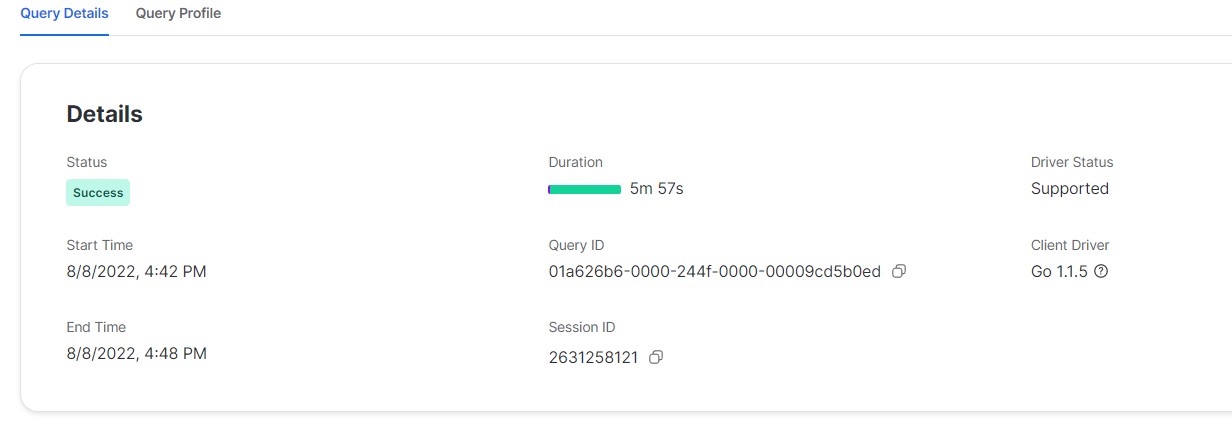 Query Details Query Profile
Details
Status
Success
Duration
5m 57s
Driver Status
Supported
Start Time
8/8/2022, 4:42 PM
Query ID
01a626b6-0000-244f-0000-00009cd5b0ed
Client Driver
Go 1.1.5
End Time
8/8/2022, 4:48 PM
Session ID
2631258121